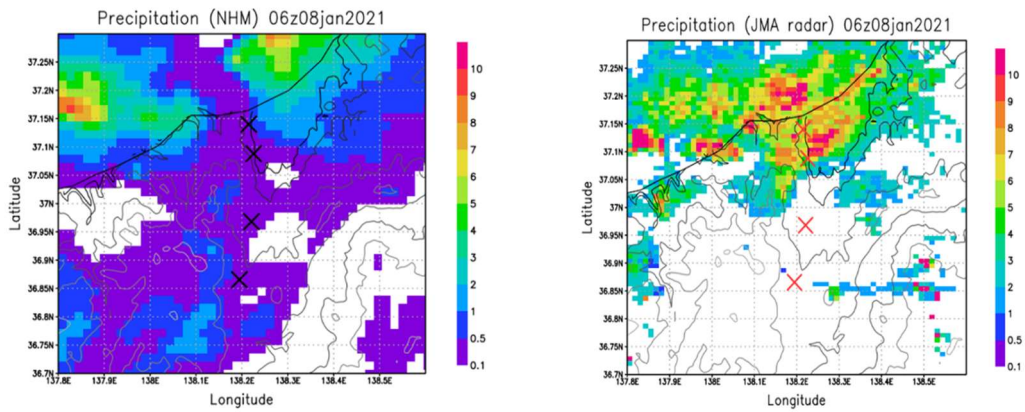 Precipitation (NHM) 06z08jan2021
37.25N
37.2N
37.15N
37.1N
37.05N
37N
36.95N
36.9N
36.85N
36.8N
36.75N
36.7N
Latitude
137.8E 137.9E 138E 138.1E 138.2E 138.3E 138.4E 138.5E
Longitude
10
9
8
7
6
5
4
3
2
1
0.5
0.1
Precipitation (JMA radar) 06z08jan2021
37.25N
37.2N
37.15N
37.1N
37.05N
37N
36.95N
36.9N
36.85N
36.8N
36.75N
36.7N
Latitude
137.8E 137.9E 138E 138.1E 138.2E 138.3E 138.4E 138.5E
Longitude
10
9
8
7
6
5
4
3
2
1
0.5
0.1